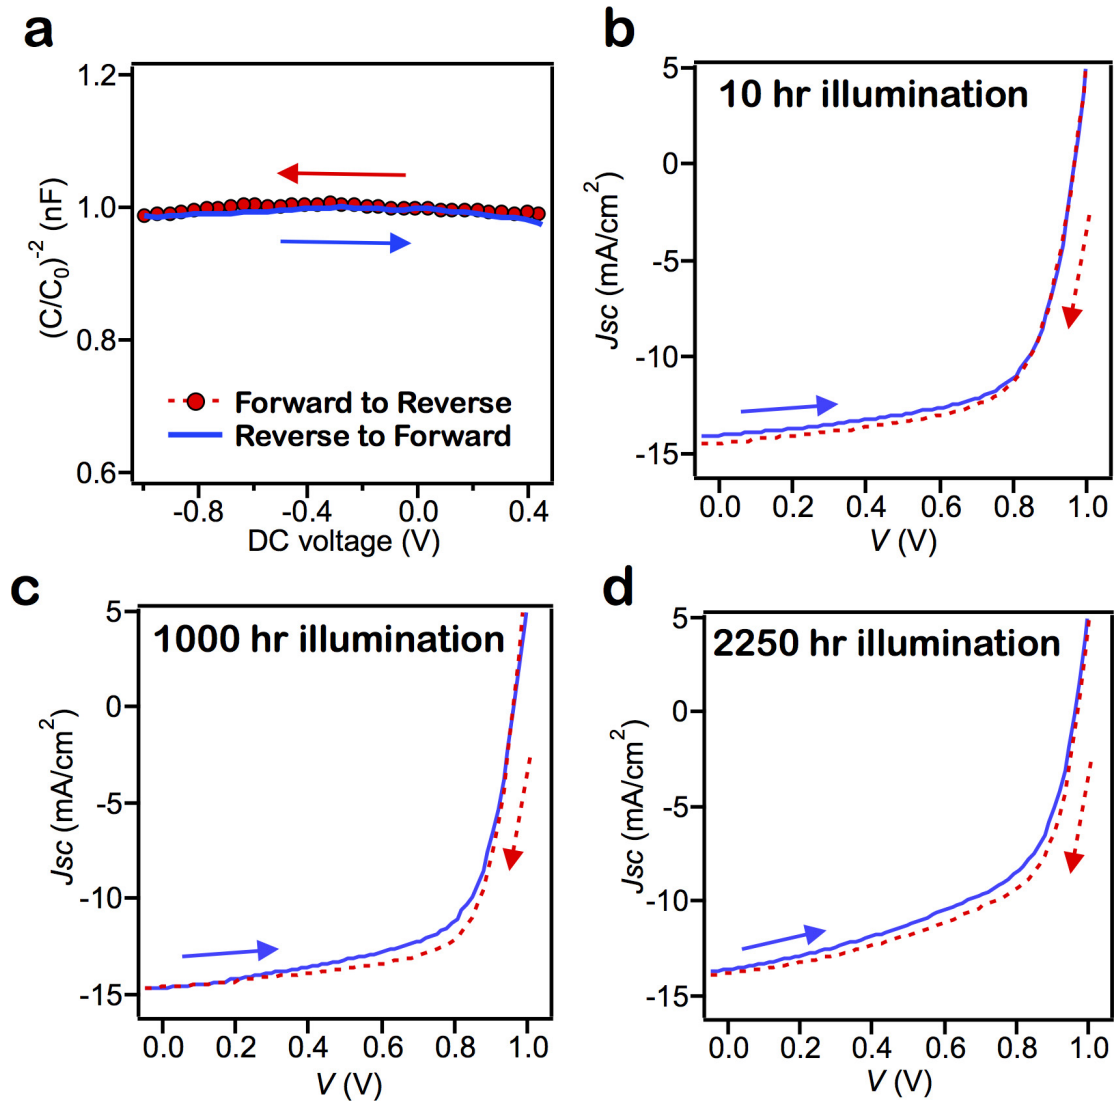 a
1.2
1.0
0.8
0.6
(C/C₀)⁻² (nF)
Forward to Reverse
Reverse to Forward
-0.8 -0.4 0.0 0.4
DC voltage (V)
b
10 hr illumination
5
0
-5
-10
-15
Jsc (mA/cm²)
0.0 0.2 0.4 0.6 0.8 1.0
V (V)
c
1000 hr illumination
5
0
-5
-10
-15
Jsc (mA/cm²)
0.0 0.2 0.4 0.6 0.8 1.0
V (V)
d
2250 hr illumination
5
0
-5
-10
-15
Jsc (mA/cm²)
0.0 0.2 0.4 0.6 0.8 1.0
V (V)